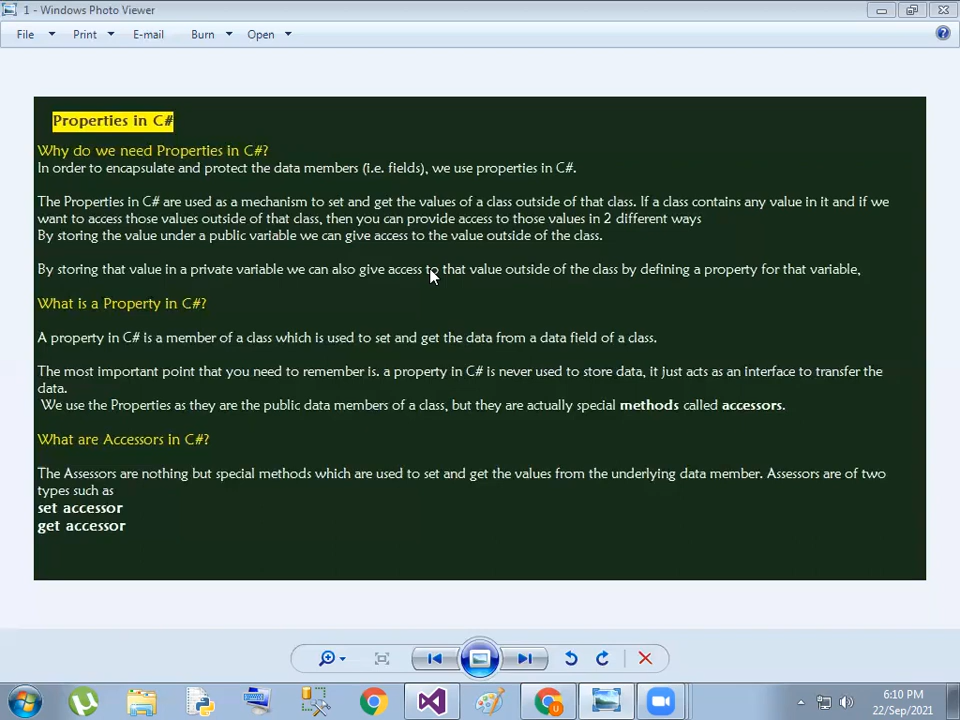 1 - Windows Photo Viewer
File Print E-mail Burn Open
Properties in C#
Why do we need Properties in C#?
In order to encapsulate and protect the data members (i.e. fields), we use properties in C#.
The Properties in C# are used as a mechanism to set and get the values of a class outside of that class. If a class contains any value in it and if we
want to access those values outside of that class, then you can provide access to those values in 2 different ways
By storing the value under a public variable we can give access to the value outside of the class.
By storing that value in a private variable we can also give access to that value outside of the class by defining a property for that variable,
What is a Property in C#?
A property in C# is a member of a class which is used to set and get the data from a data field of a class.
The most important point that you need to remember is. a property in C# is never used to store data, it just acts as an interface to transfer the
data.
We use the Properties as they are the public data members of a class, but they are actually special methods called accessors.
What are Accessors in C#?
The Assessors are nothing but special methods which are used to set and get the values from the underlying data member. Assessors are of two
types such as
set accessor
get accessor
6:10 PM
22/Sep/2021